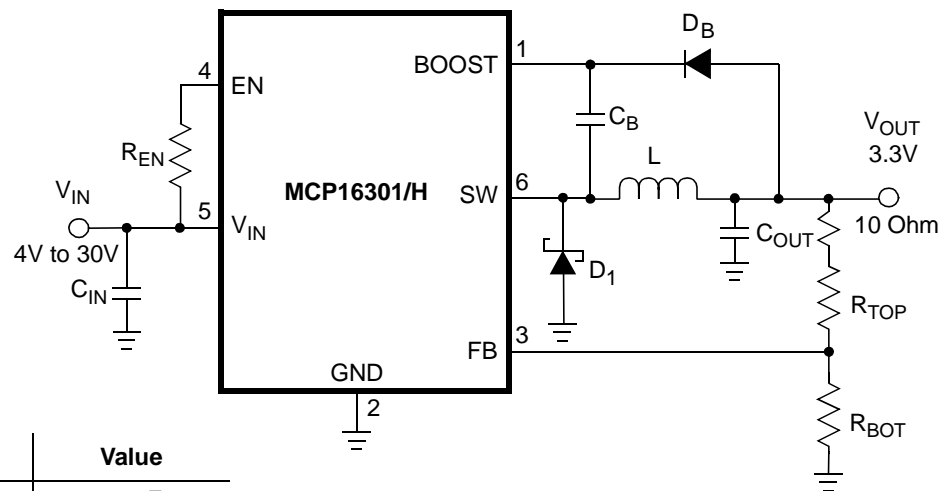 D_B
1
BOOST
4
EN
C_B
V_OUT
3.3V
R_EN
L
MCP16301/H
6
SW
V_IN
5
V_IN
10 Ohm
4V to 30V
C_OUT
C_IN
D_1
R_TOP
3
FB
GND
2
R_BOT
Value